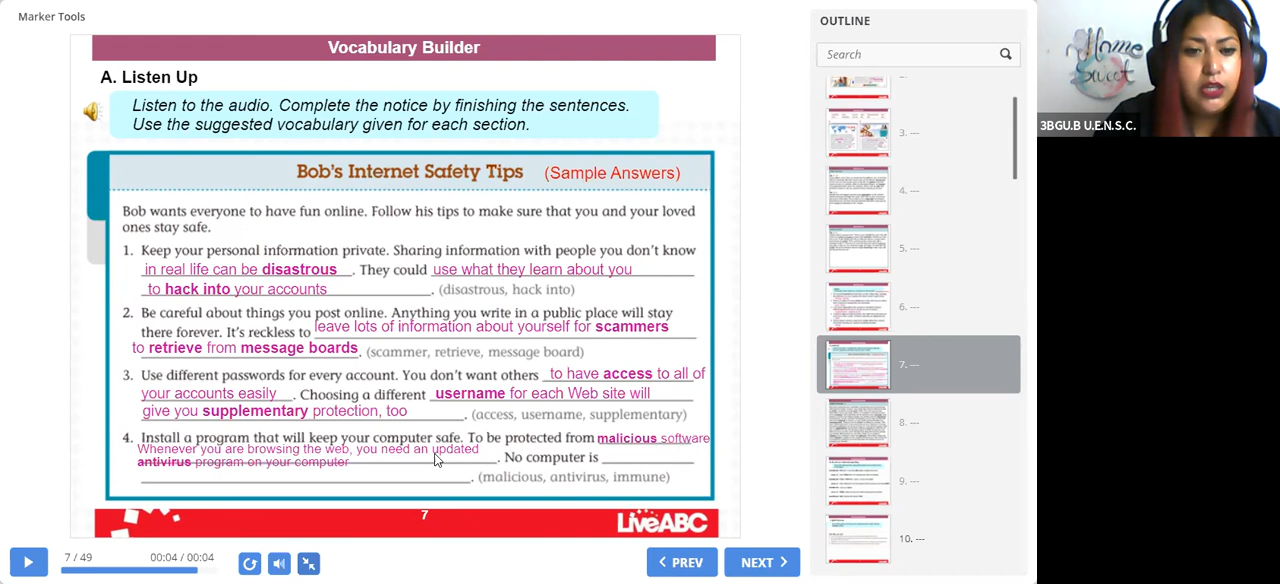 Marker Tools
Vocabulary Builder
A. Listen Up
Listen to the audio. Complete the notice by finishing the sentences.
Use the suggested vocabulary given for each section.
Bob's Internet Safety Tips (Sample Answers)
Bob wants everyone to have fun online. Follow his tips to make sure that you and your loved
ones stay safe.
1. Keep your personal information private. Sharing information with people you don't know
in real life can be disastrous. They could use what they learn about you
to hack into your accounts. (disastrous, hack into)
2. Be careful about things you post online. Anything you write in a public place will stay
there forever. It's reckless to leave lots of information about yourself for scammers
to retrieve from message boards. (scammer, retrieve, message board)
3. Use different passwords for every account. You don't want others to have access to all of
your accounts easily. Choosing a different username for each Web site will
give you supplementary protection, too. (access, username, supplementary)
4. Install a program that will keep your computer safe. To be protected from malicious software
Whenever you are browsing the web, you need an updated
antivirus program on your computer. No computer is
. (malicious, antivirus, immune)
7
LiveABC
7 / 49
00:04 / 00:04
PREV
NEXT
OUTLINE
Search
3. ---
4. ---
5. ---
6. ---
7. ---
8. ---
9. ---
10. ---
Home
Sweet
3BGU.B U.E.N.S.C.